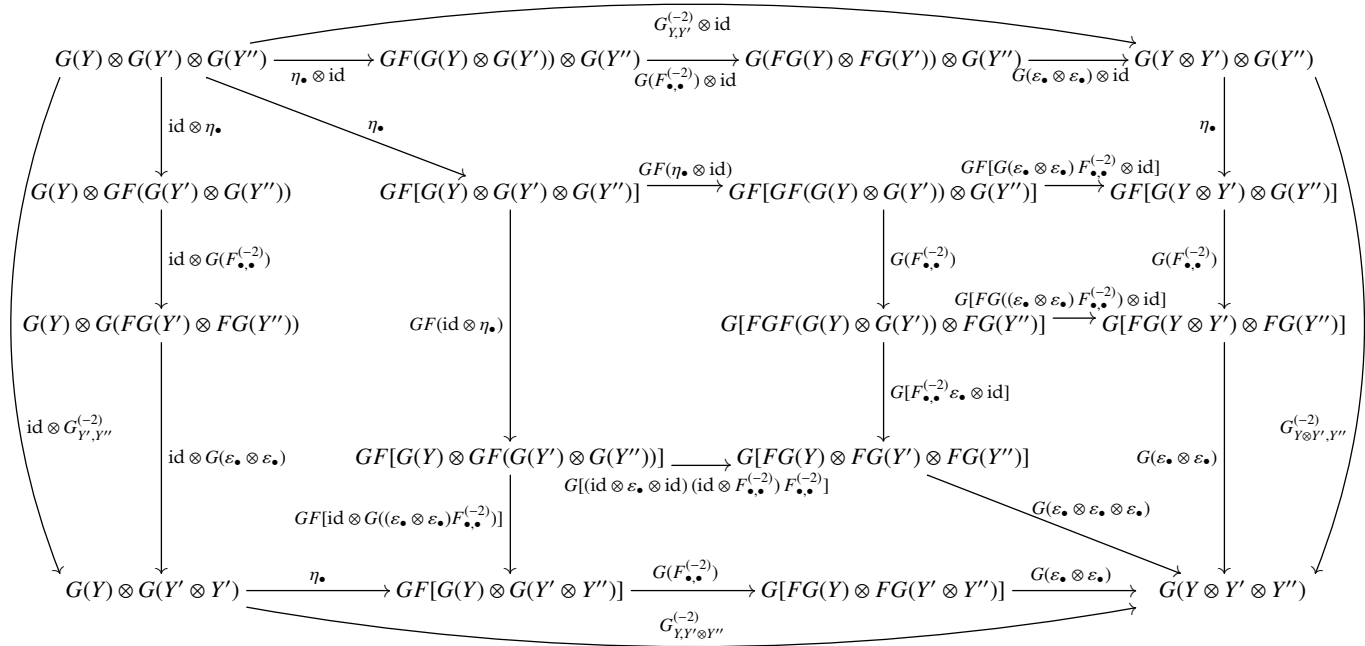 G^{(-2)}_{Y,Y'} ⊗ id
G(Y) ⊗ G(Y') ⊗ G(Y'') GF(G(Y) ⊗ G(Y')) ⊗ G(Y'') G(FG(Y) ⊗ FG(Y')) ⊗ G(Y'') G(Y ⊗ Y') ⊗ G(Y'')
η• ⊗ id G(F^{(-2)}_{•,•}) ⊗ id G(ε• ⊗ ε•) ⊗ id
id ⊗ η• η• η•
GF(η• ⊗ id) GF[G(ε• ⊗ ε•) F^{(-2)}_{•,•} ⊗ id]
G(Y) ⊗ GF(G(Y') ⊗ G(Y'')) GF[G(Y) ⊗ G(Y') ⊗ G(Y'')] GF[GF(G(Y) ⊗ G(Y')) ⊗ G(Y'')] GF[G(Y ⊗ Y') ⊗ G(Y'')]
id ⊗ G(F^{(-2)}_{•,•}) G(F^{(-2)}_{•,•}) G(F^{(-2)}_{•,•})
G[FG((ε• ⊗ ε•) F^{(-2)}_{•,•}) ⊗ id]
G(Y) ⊗ G(FG(Y') ⊗ FG(Y'')) GF(id ⊗ η•) G[FGF(G(Y) ⊗ G(Y')) ⊗ FG(Y'')] G[FG(Y ⊗ Y') ⊗ FG(Y'')]
G[F^{(-2)}_{•,•} ε• ⊗ id]
id ⊗ G^{(-2)}_{Y',Y''} G^{(-2)}_{Y⊗Y',Y''}
id ⊗ G(ε• ⊗ ε•) GF[G(Y) ⊗ GF(G(Y') ⊗ G(Y''))] G[FG(Y) ⊗ FG(Y') ⊗ FG(Y'')] G(ε• ⊗ ε•)
G[(id ⊗ ε• ⊗ id) (id ⊗ F^{(-2)}_{•,•}) F^{(-2)}_{•,•}]
GF[id ⊗ G((ε• ⊗ ε•)F^{(-2)}_{•,•})] G(ε• ⊗ ε• ⊗ ε•)
η• G(F^{(-2)}_{•,•}) G(ε• ⊗ ε•)
G(Y) ⊗ G(Y' ⊗ Y') GF[G(Y) ⊗ G(Y' ⊗ Y'')] G[FG(Y) ⊗ FG(Y' ⊗ Y'')] G(Y ⊗ Y' ⊗ Y'')
G^{(-2)}_{Y,Y'⊗Y''}